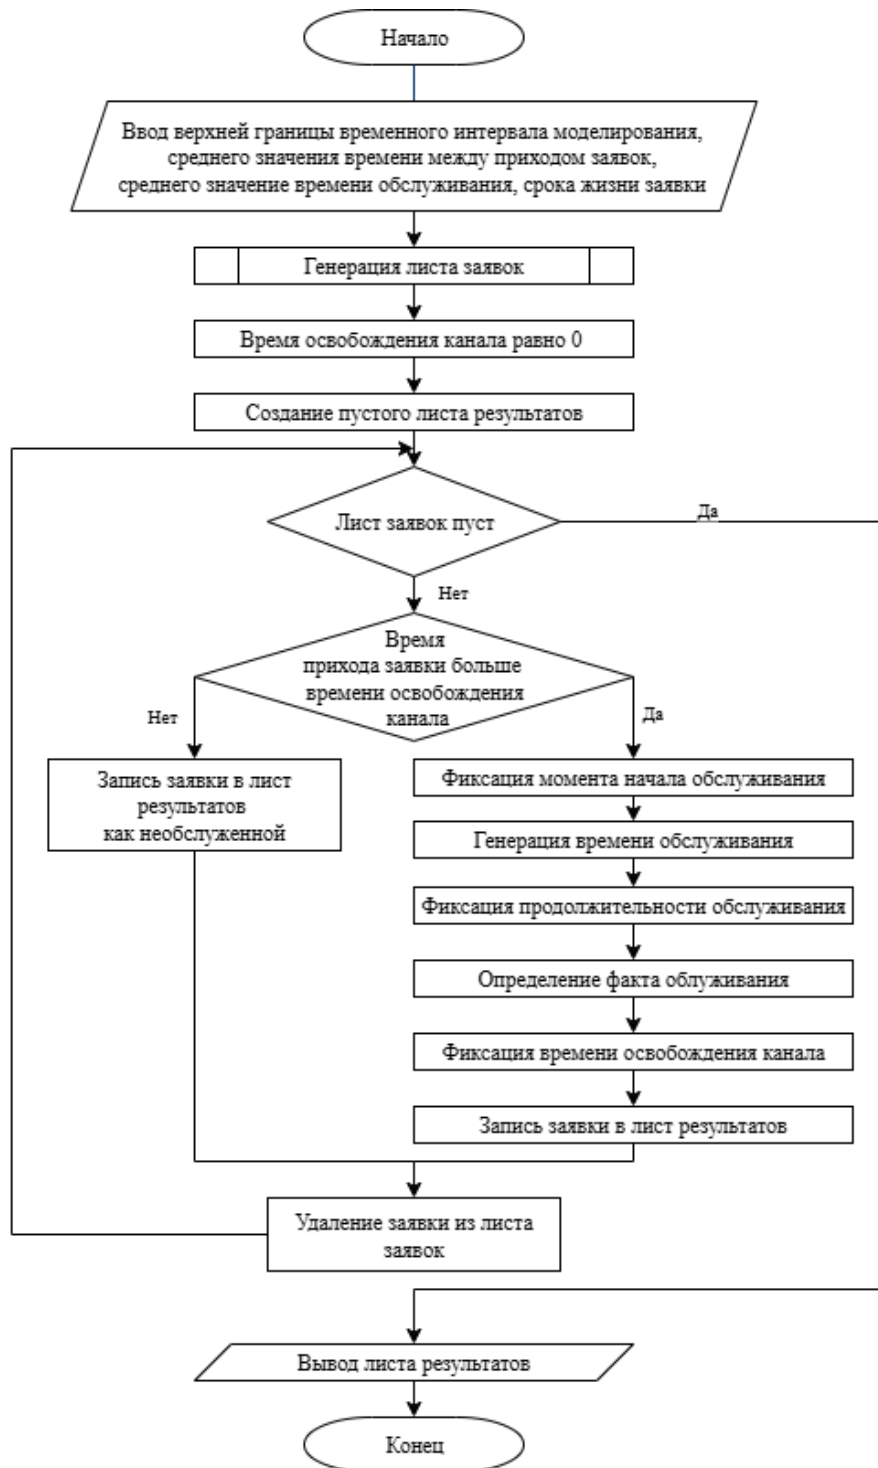 Начало
Ввод верхней границы временного интервала моделирования,
среднего значения времени между приходом заявок,
среднего значение времени обслуживания, срока жизни заявки
Генерация листа заявок
Время освобождения канала равно 0
Создание пустого листа результатов
Лист заявок пуст
Да
Нет
Время
прихода заявки больше
времени освобождения
канала
Нет
Да
Запись заявки в лист
результатов
как необслуженной
Фиксация момента начала обслуживания
Генерация времени обслуживания
Фиксация продолжительности обслуживания
Определение факта облуживания
Фиксация времени освобождения канала
Запись заявки в лист результатов
Удаление заявки из листа
заявок
Вывод листа результатов
Конец